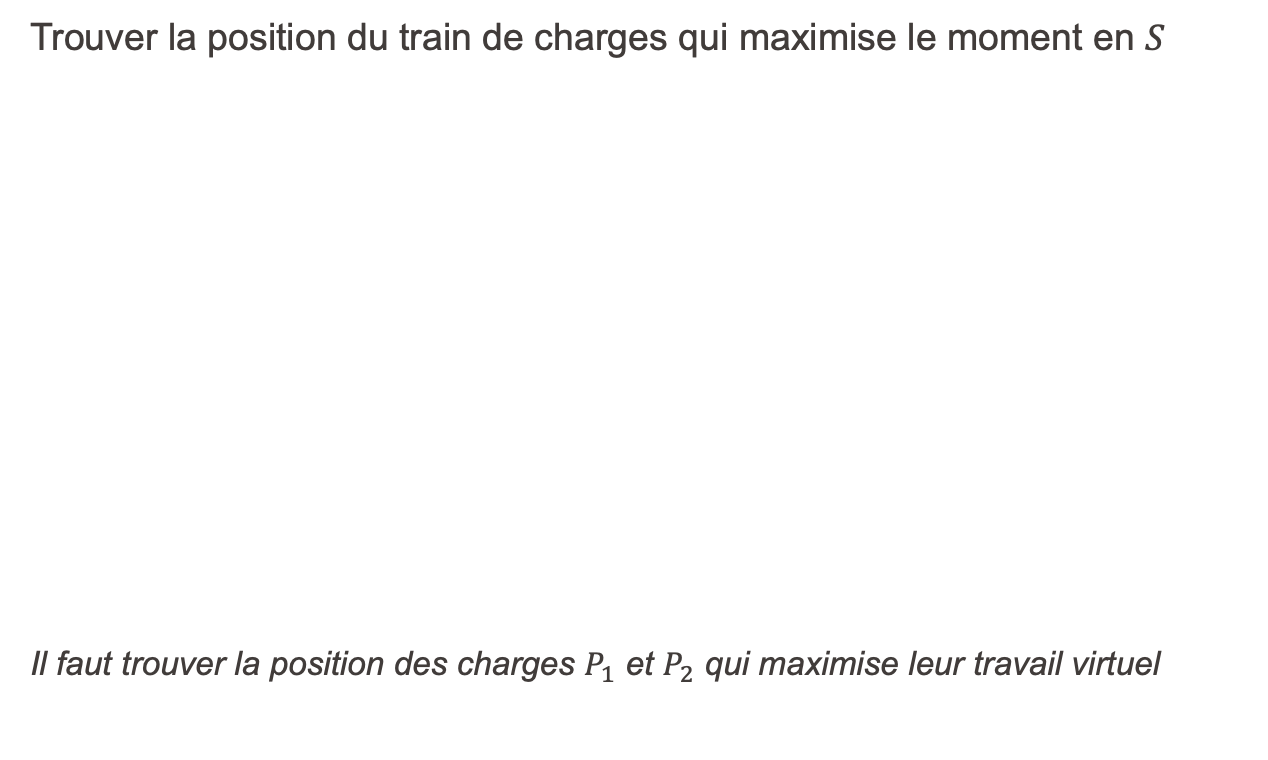 Trouver la position du train de charges qui maximise le moment en S
Il faut trouver la position des charges P₁ et P₂ qui maximise leur travail virtuel